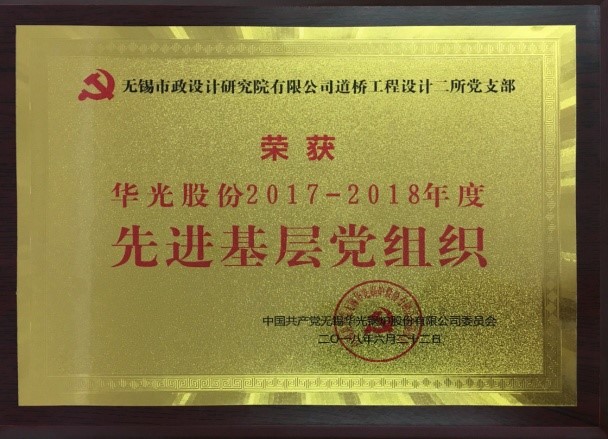 无锡市政设计研究院有限公司道桥工程设计二所党支部
荣获
华光股份2017-2018年度
先进基层党组织
中国共产党无锡华光锅炉股份有限公司委员会
二〇一八年六月二十二日